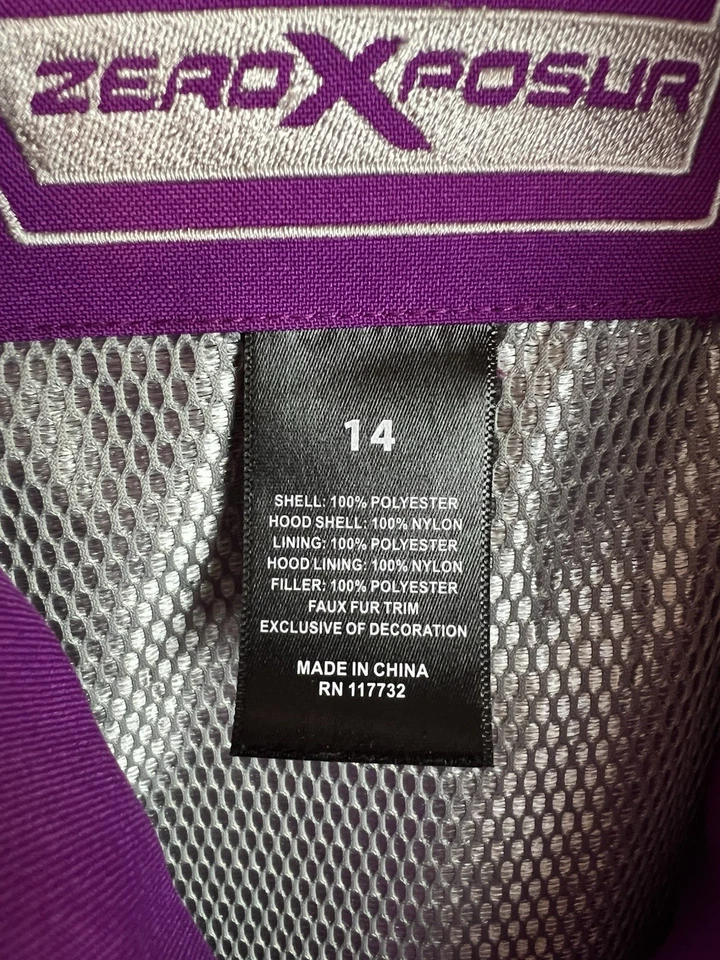 ZEROXPOSUR
14
SHELL: 100% POLYESTER
HOOD SHELL: 100% NYLON
LINING: 100% POLYESTER
HOOD LINING: 100% NYLON
FILLER: 100% POLYESTER
FAUX FUR TRIM
EXCLUSIVE OF DECORATION
MADE IN CHINA
RN 117732